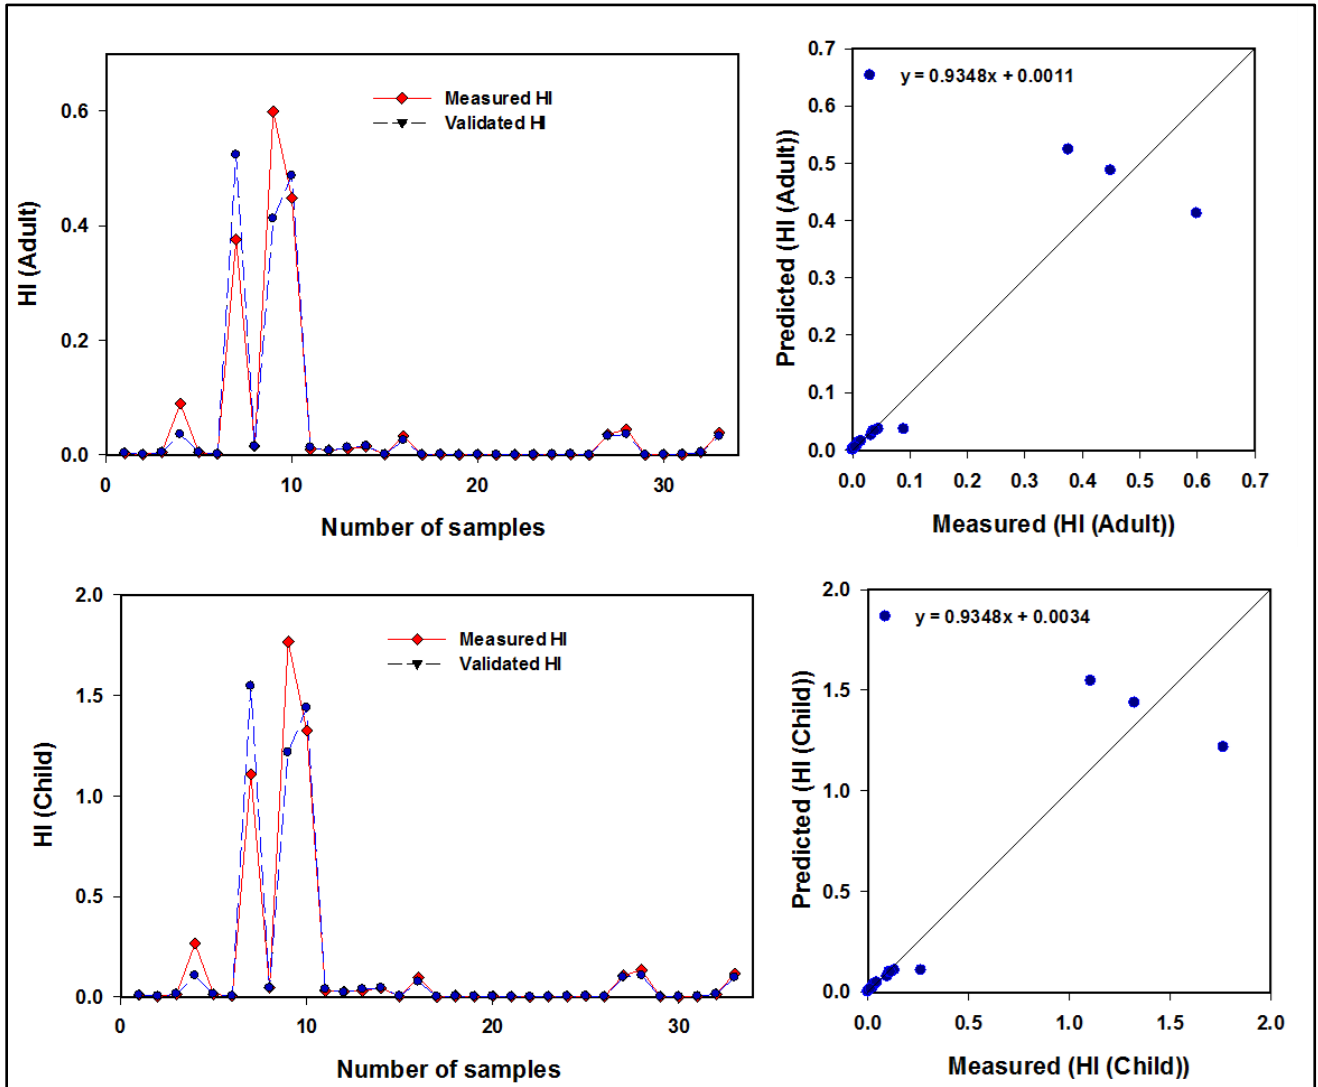 0.6
0.4
0.2
0.0
HI (Adult)
Measured HI
Validated HI
0
10
20
30
Number of samples
0.7
0.6
0.5
0.4
0.3
0.2
0.1
0.0
Predicted (HI (Adult))
y = 0.9348x + 0.0011
0.0 0.1 0.2 0.3 0.4 0.5 0.6 0.7
Measured (HI (Adult))
2.0
1.5
1.0
0.5
0.0
HI (Child)
Measured HI
Validated HI
0
10
20
30
Number of samples
2.0
1.5
1.0
0.5
0.0
Predicted (HI (Child))
y = 0.9348x + 0.0034
0.0 0.5 1.0 1.5 2.0
Measured (HI (Child))